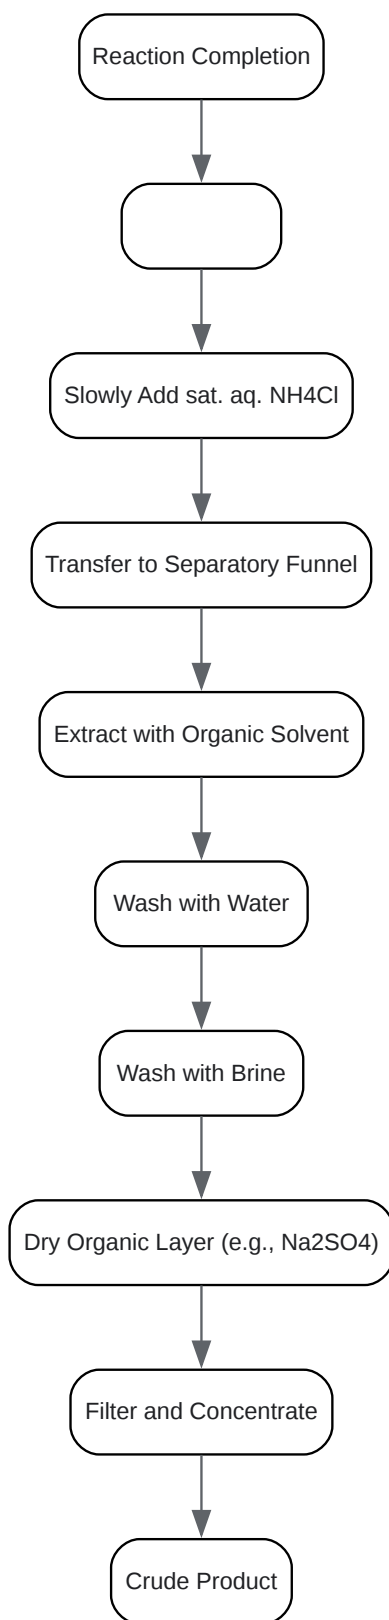 Reaction Completion
Slowly Add sat. aq. NH4Cl
Transfer to Separatory Funnel
Extract with Organic Solvent
Wash with Water
Wash with Brine
Dry Organic Layer (e.g., Na2SO4)
Filter and Concentrate
Crude Product